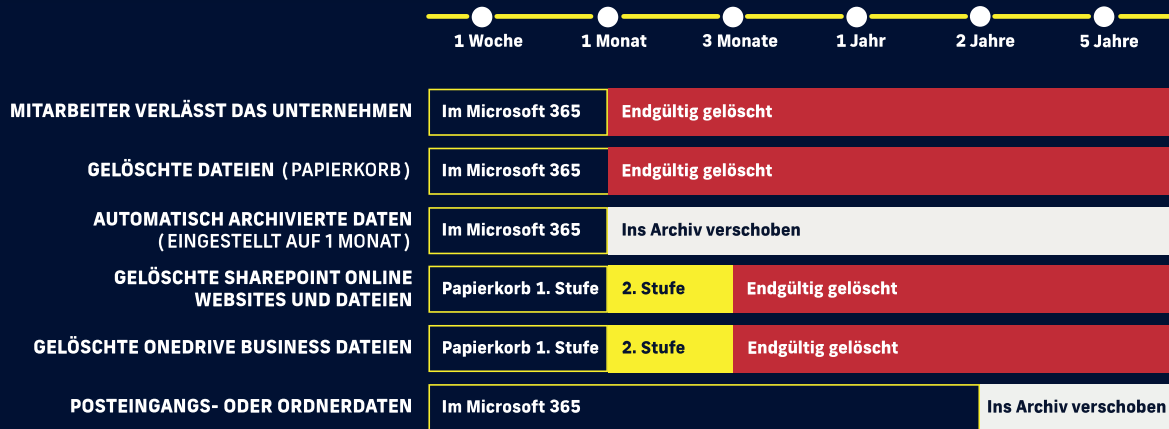 1 Woche 1 Monat 3 Monate 1 Jahr 2 Jahre 5 Jahre
MITARBEITER VERLÄSST DAS UNTERNEHMEN Im Microsoft 365 Endgültig gelöscht
GELÖSCHTE DATEIEN (PAPIERKORB) Im Microsoft 365 Endgültig gelöscht
AUTOMATISCH ARCHIVIERTE DATEN
(EINGESTELLT AUF 1 MONAT) Im Microsoft 365 Ins Archiv verschoben
GELÖSCHTE SHAREPOINT ONLINE
WEBSITES UND DATEIEN Papierkorb 1. Stufe 2. Stufe Endgültig gelöscht
GELÖSCHTE ONEDRIVE BUSINESS DATEIEN Papierkorb 1. Stufe 2. Stufe Endgültig gelöscht
POSTEINGANGS- ODER ORDNERDATEN Im Microsoft 365 Ins Archiv verschoben